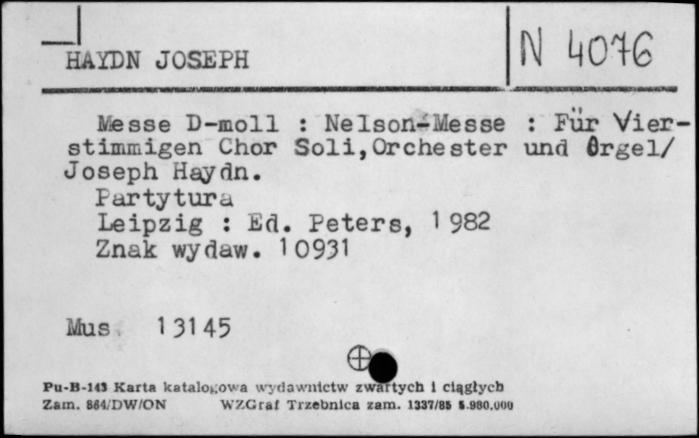 HAYDN JOSEPH
N 4076
Messe D-moll : Nelson-Messe : Für Vier-
stimmigen Chor Soli,Orchester und Orgel/
Joseph Haydn.
Partytura
Leipzig : Ed. Peters, 1982
Znak wydaw. 10931
Mus. 13145
Pu-B-143 Karta katalogowa wydawnictw zwartych i ciągłych
Zam. 864/DW/ON WZGraf Trzebnica zam. 1337/85 5.980.000